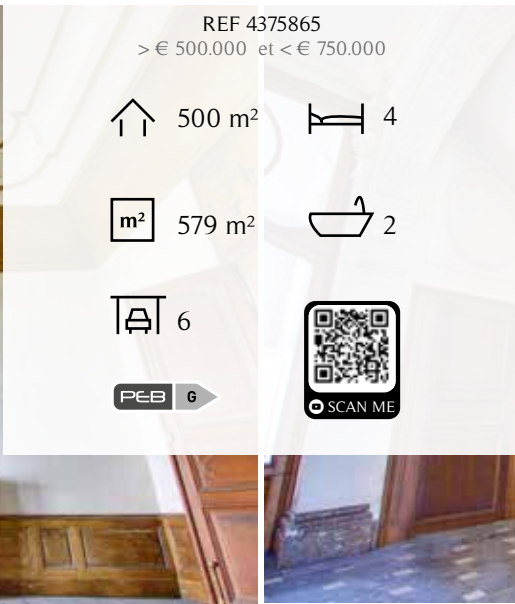 REF 4375865
> € 500.000 et < € 750.000
500 m²
4
m²
579 m²
2
6
PEB G
SCAN ME